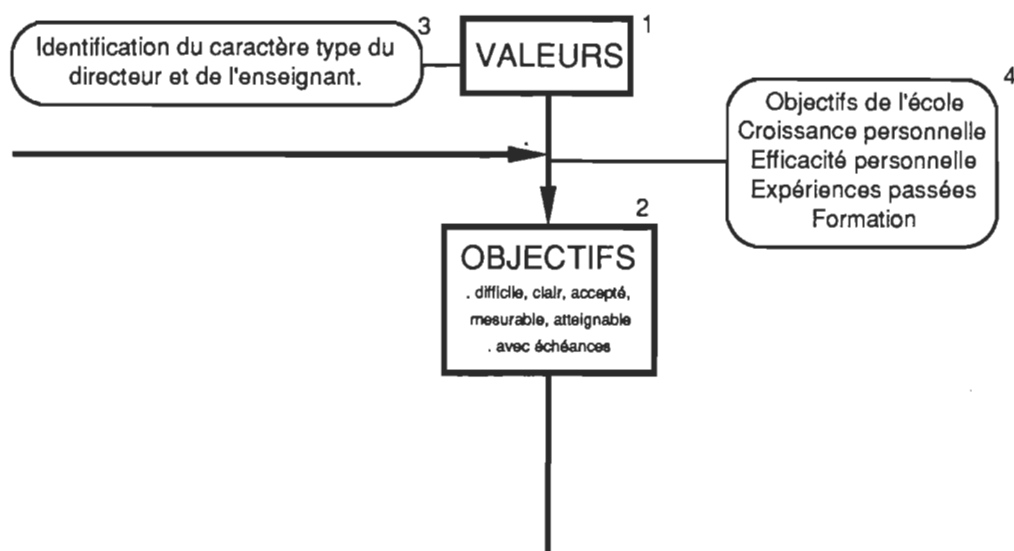 3
Identification du caractère type du
directeur et de l'enseignant.
1
VALEURS
4
Objectifs de l'école
Croissance personnelle
Efficacité personnelle
Expériences passées
Formation
2
OBJECTIFS
. difficile, clair, accepté,
mesurable, atteignable
. avec échéances